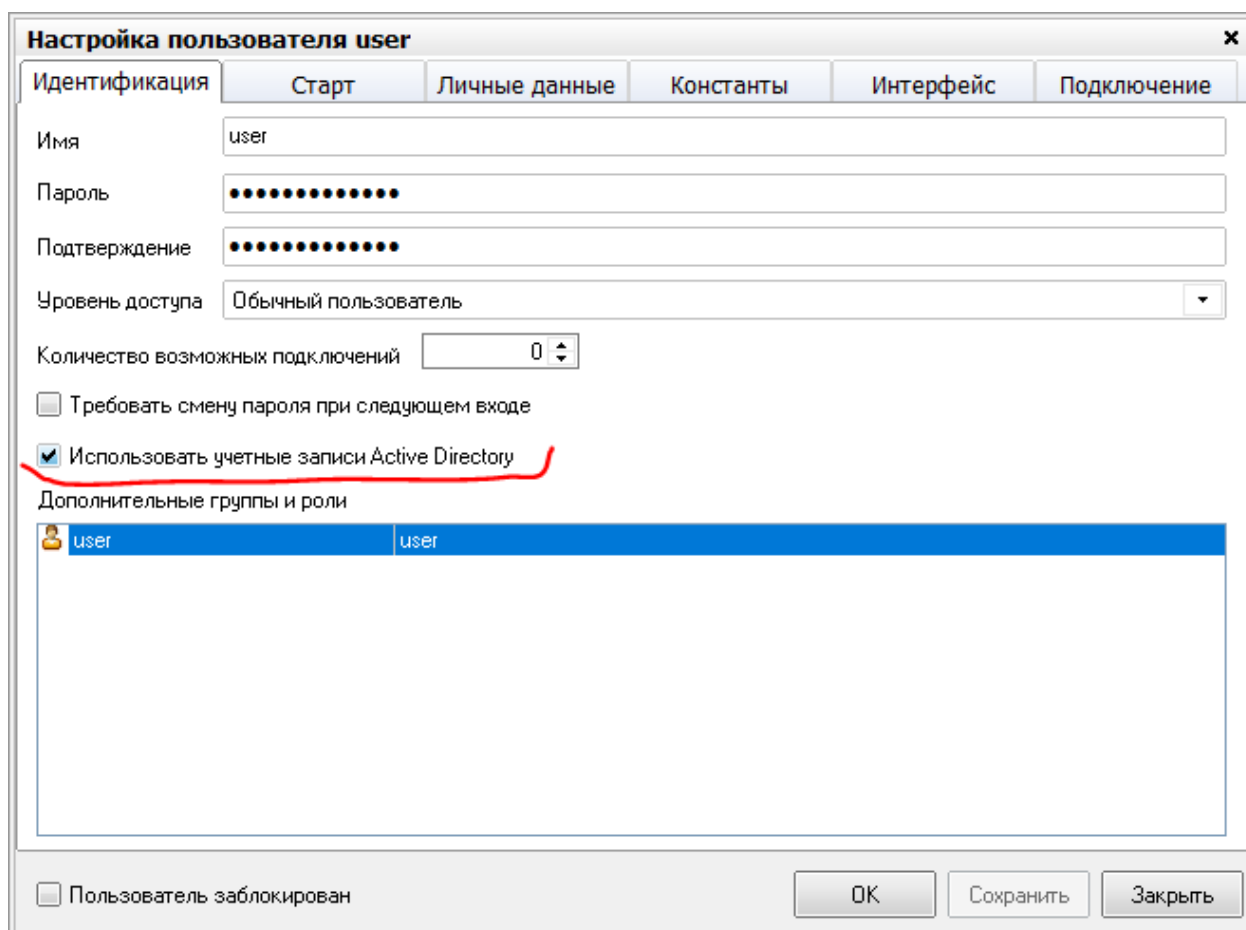 Настройка пользователя user
Идентификация Старт Личные данные Константы Интерфейс Подключение
Имя user
Пароль •••••••••••••
Подтверждение •••••••••••••
Уровень доступа Обычный пользователь
Количество возможных подключений 0
Требовать смену пароля при следующем входе
Использовать учетные записи Active Directory
Дополнительные группы и роли
user user
Пользователь заблокирован OK Сохранить Закрыть